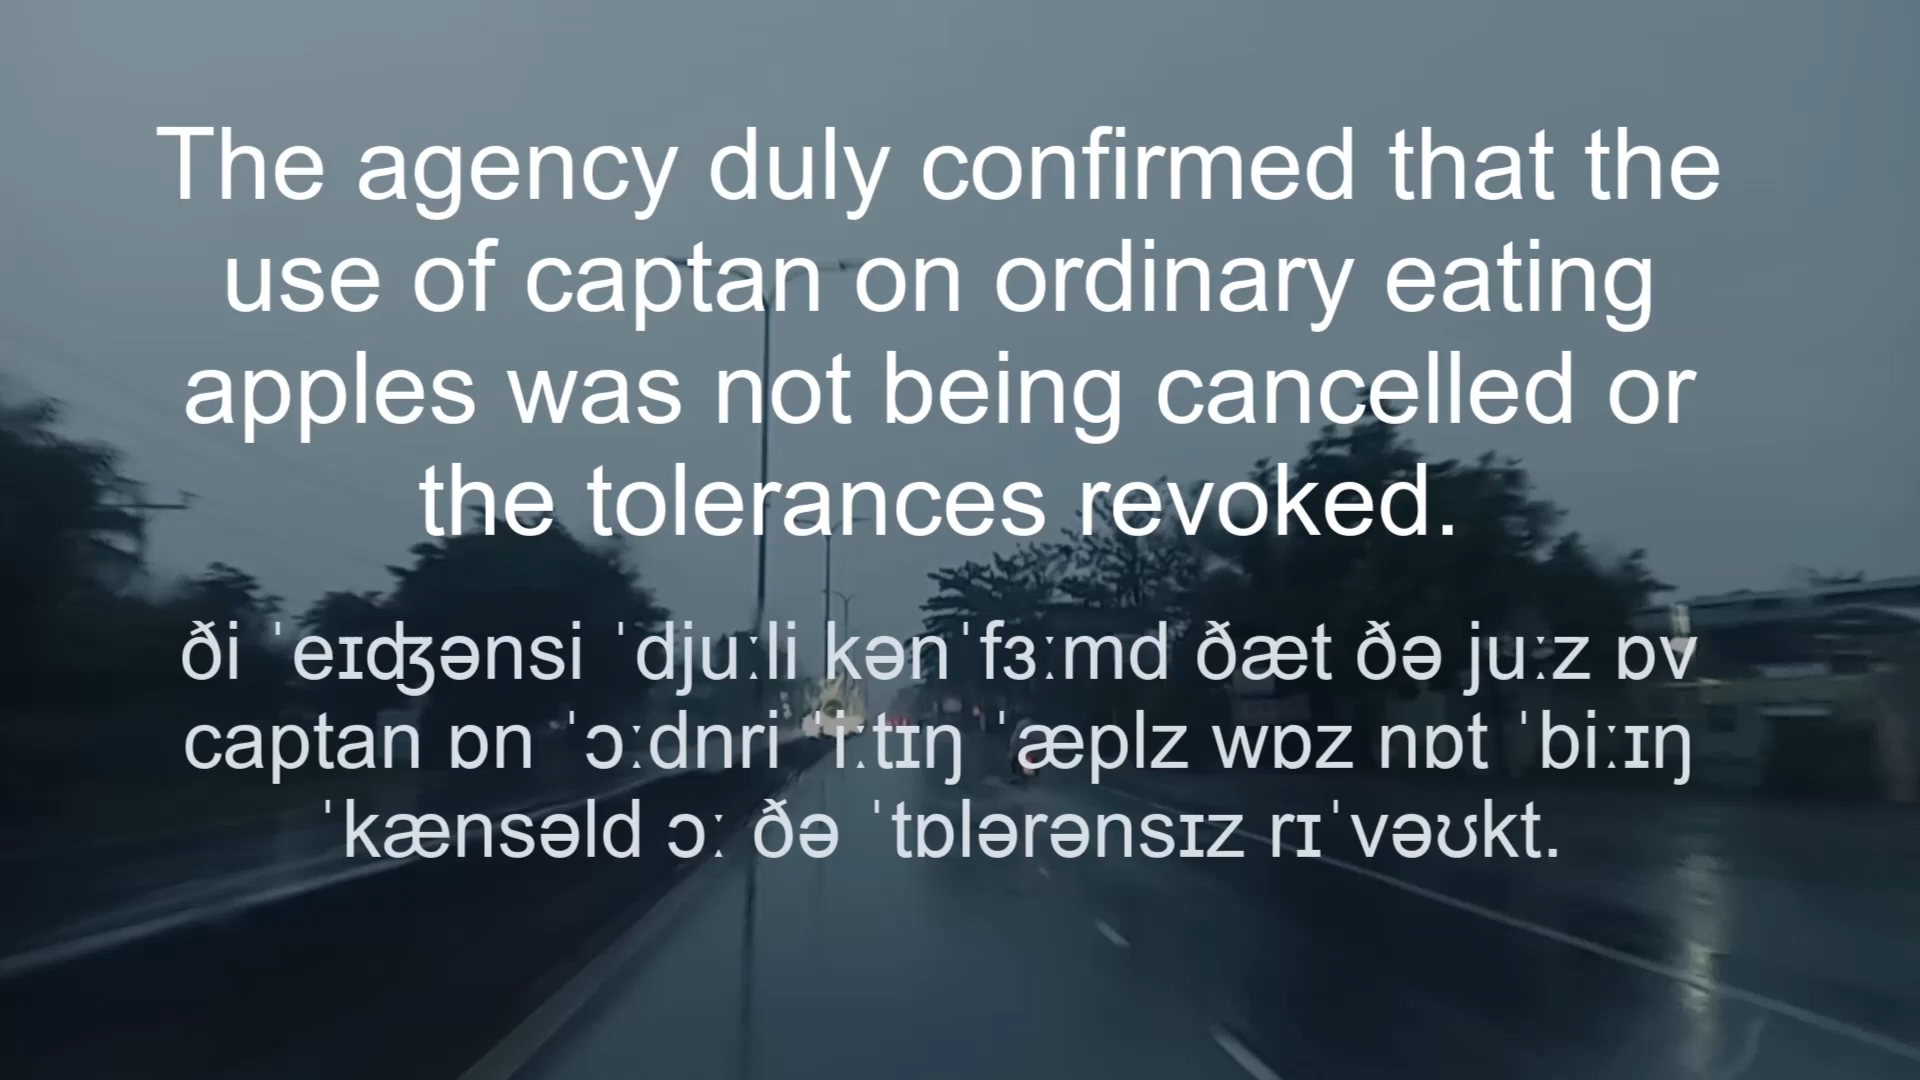 The agency duly confirmed that the
use of captan on ordinary eating
apples was not being cancelled or
the tolerances revoked.
ði ˈeɪʤənsi ˈdjuːli kənˈfɜːmd ðæt ðə juːz ɒv
captan ɒn ˈɔːdnri ˈiːtɪŋ ˈæplz wɒz nɒt ˈbiːɪŋ
ˈkænsəld ɔː ðə ˈtɒlərənsɪz rɪˈvəʊkt.